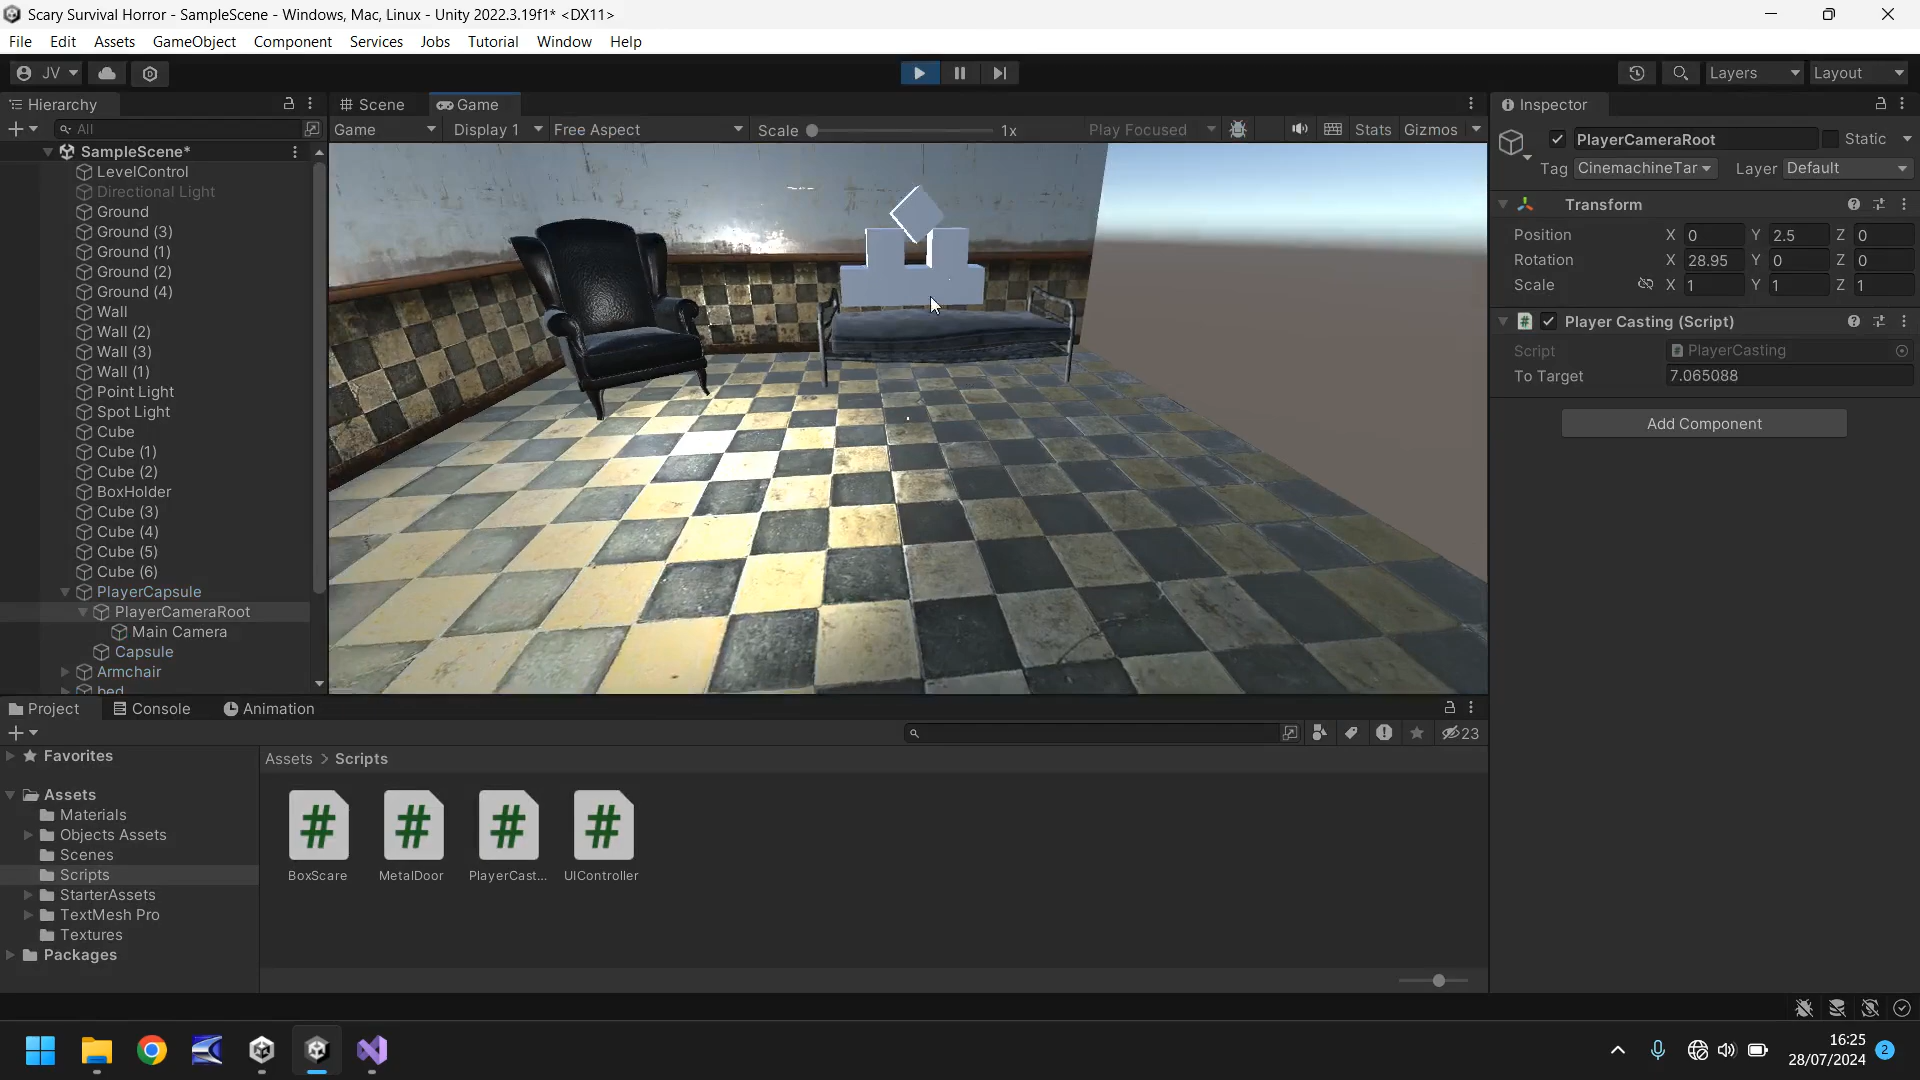 Scary Survival Horror - SampleScene - Windows, Mac, Linux - Unity 2022.3.19f1* <DX11>
File Edit Assets GameObject Component Services Jobs Tutorial Window Help
JV Layers Layout
Hierarchy
All
SampleScene*
LevelControl
Directional Light
Ground
Ground (3)
Ground (1)
Ground (2)
Ground (4)
Wall
Wall (2)
Wall (3)
Wall (1)
Point Light
Spot Light
Cube
Cube (1)
Cube (2)
BoxHolder
Cube (3)
Cube (4)
Cube (5)
Cube (6)
PlayerCapsule
PlayerCameraRoot
Main Camera
Capsule
Armchair
bed
Scene Game
Game Display 1 Free Aspect Scale 1x Play Focused Stats Gizmos
Inspector
PlayerCameraRoot Static
Tag CinemachineTar Layer Default
Transform
Position X 0 Y 2.5 Z 0
Rotation X 28.95 Y 0 Z 0
Scale X 1 Y 1 Z 1
# Player Casting (Script)
Script PlayerCasting
To Target 7.065088
Add Component
Project Console Animation
23
Favorites
Assets
Materials
Objects Assets
Scenes
Scripts
StarterAssets
TextMesh Pro
Textures
Packages
Assets > Scripts
# # # #
BoxScare MetalDoor PlayerCast... UIController
16:25
28/07/2024
2